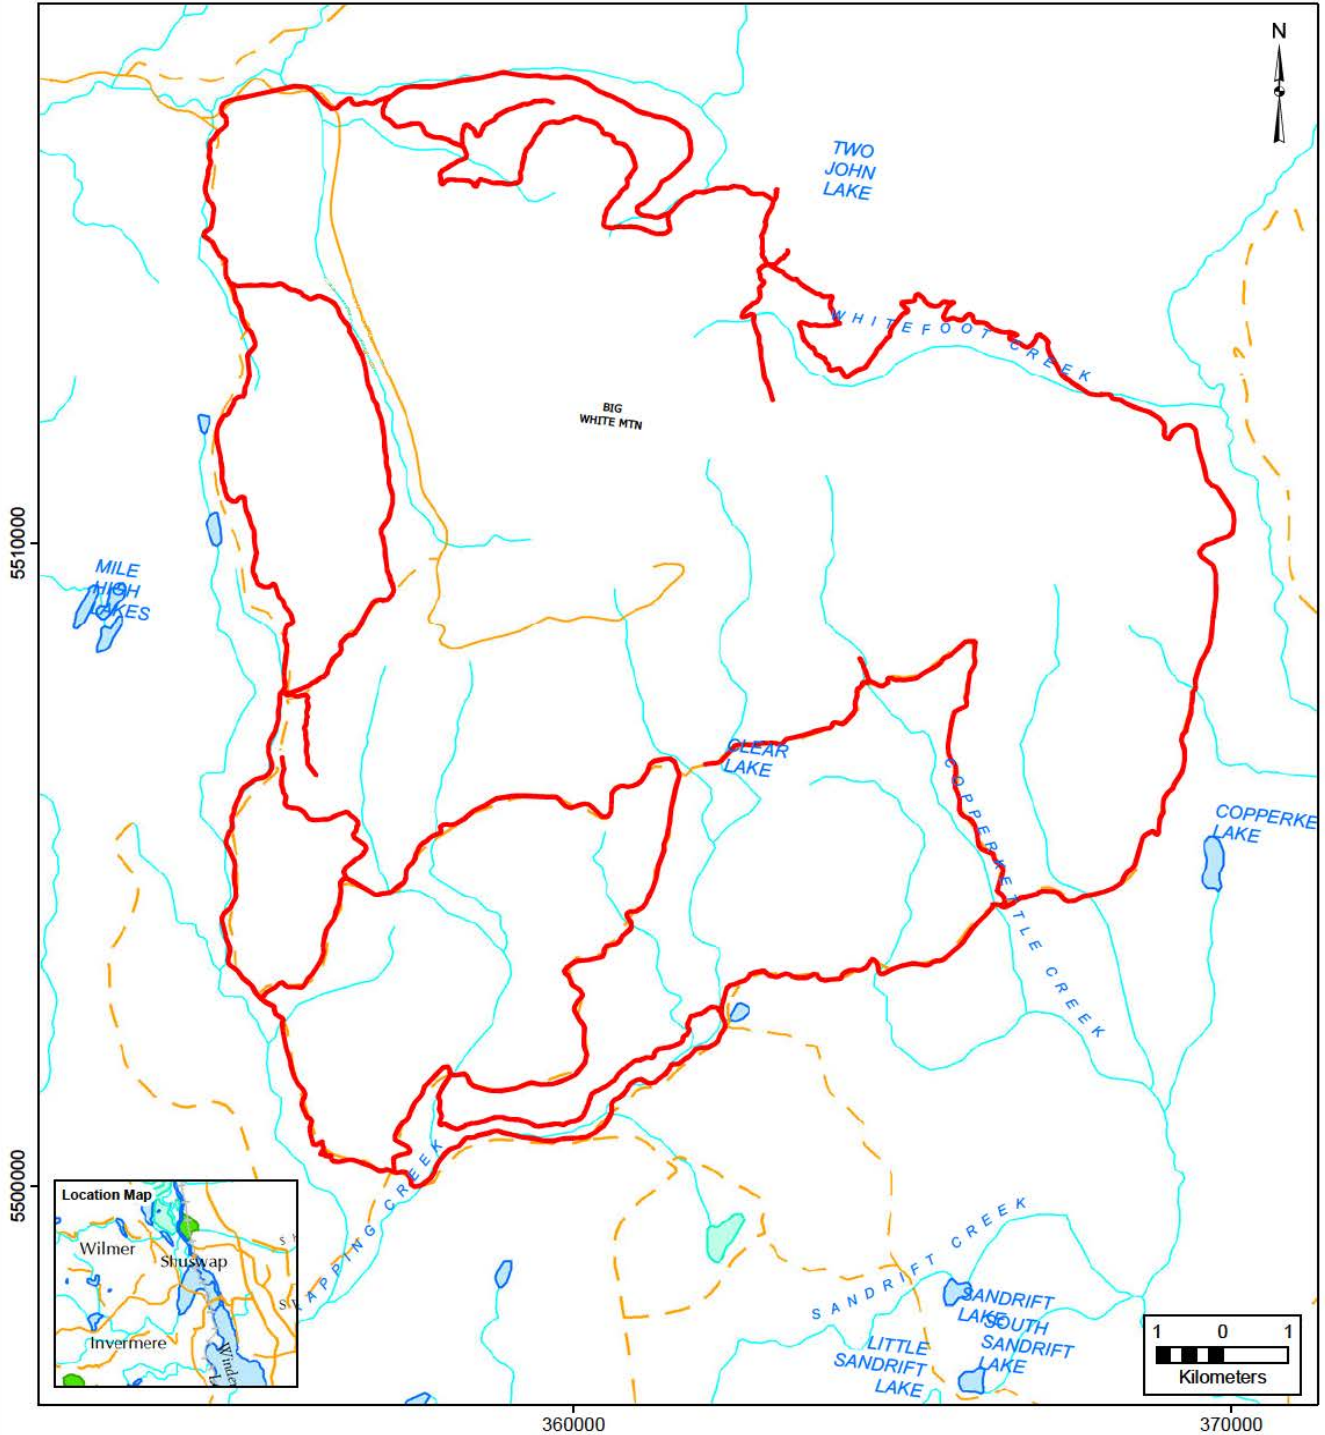 N
TWO
JOHN
LAKE
WHITEFOOT CREEK
BIG
WHITE MTN
5510000
MILE
HIGH
LAKES
CLEAR
LAKE
COPPERKETTLE CREEK
COPPERKE
LAKE
5500000
Location Map
Wilmer
Shuswap
Invermere
Winder
TRAPPING CREEK
SANDRIFT CREEK
SANDRIFT
LAKE
SOUTH
SANDRIFT
LAKE
LITTLE
SANDRIFT
LAKE
1 0 1
Kilometers
360000
370000